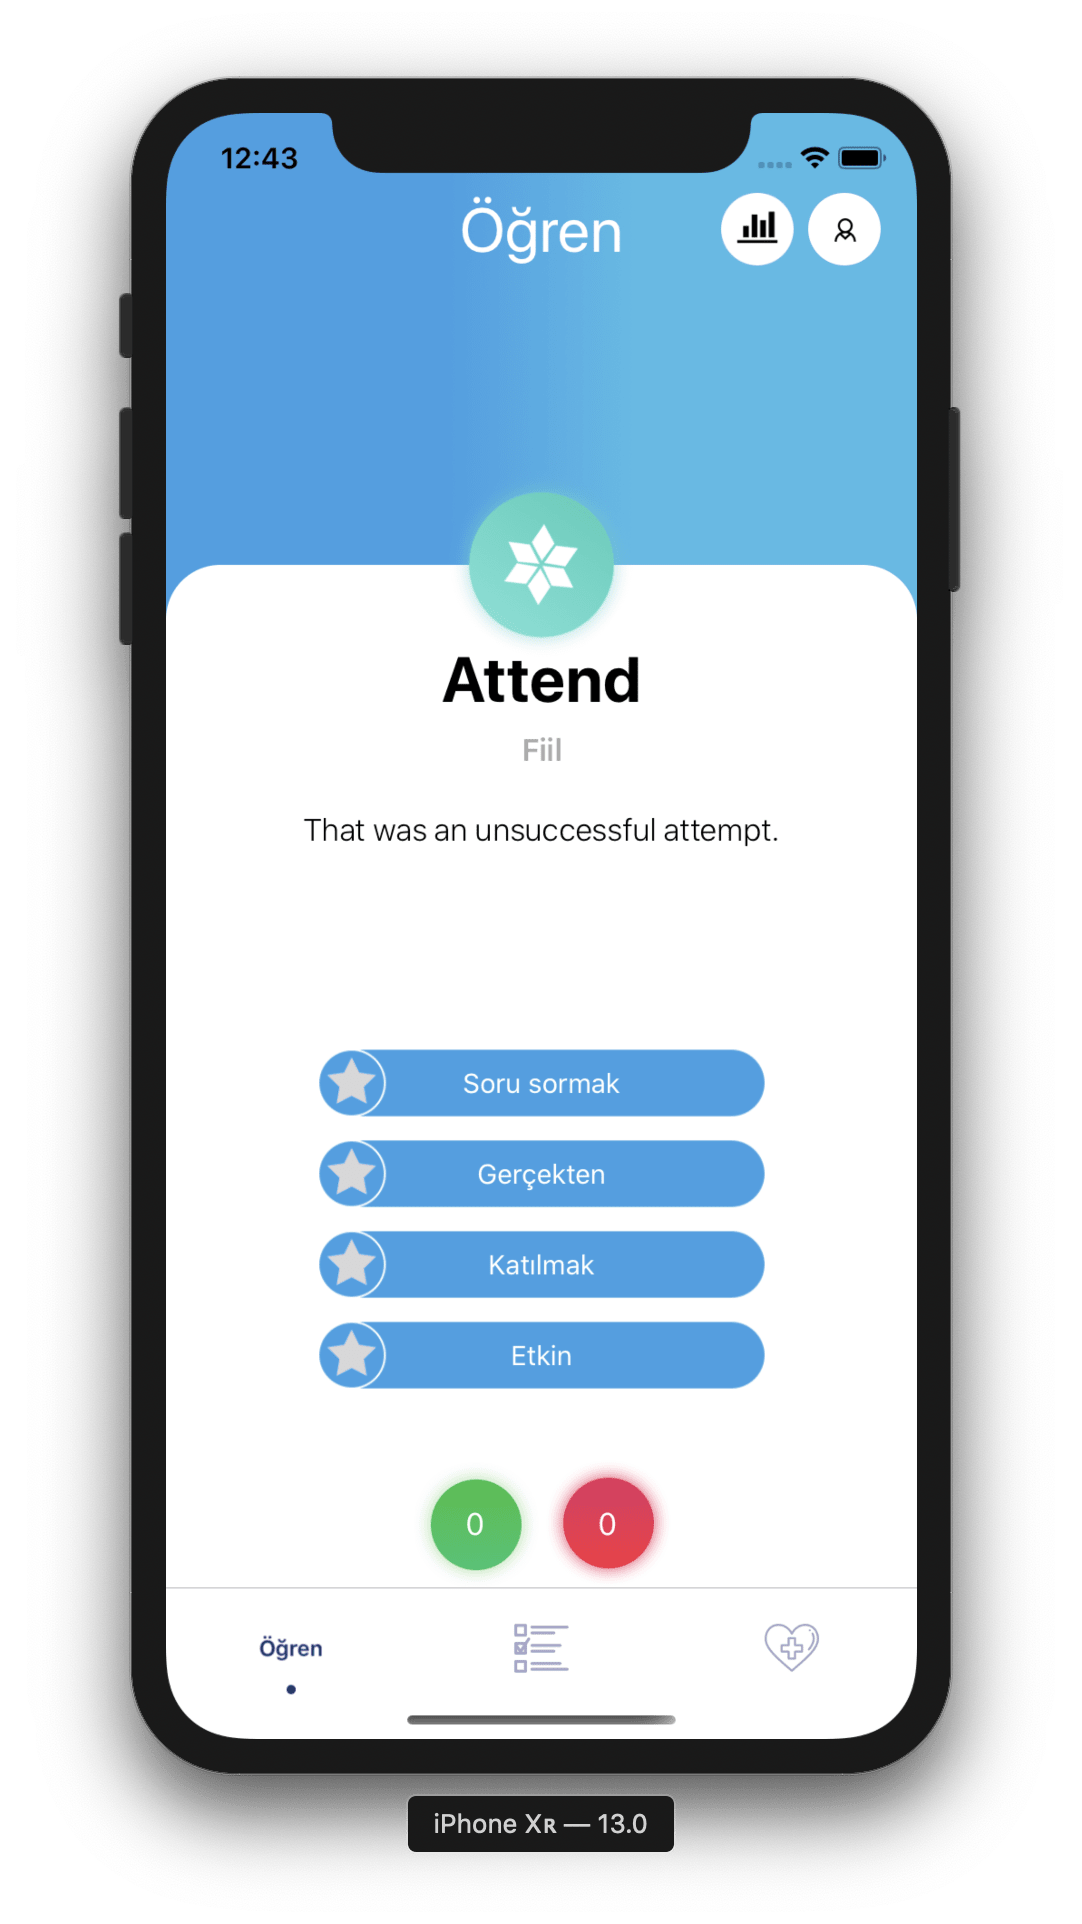 12:43
Öğren
Attend
Fiil
That was an unsuccessful attempt.
Soru sormak
Gerçekten
Katılmak
Etkin
0 0
Öğren
iPhone Xʀ — 13.0